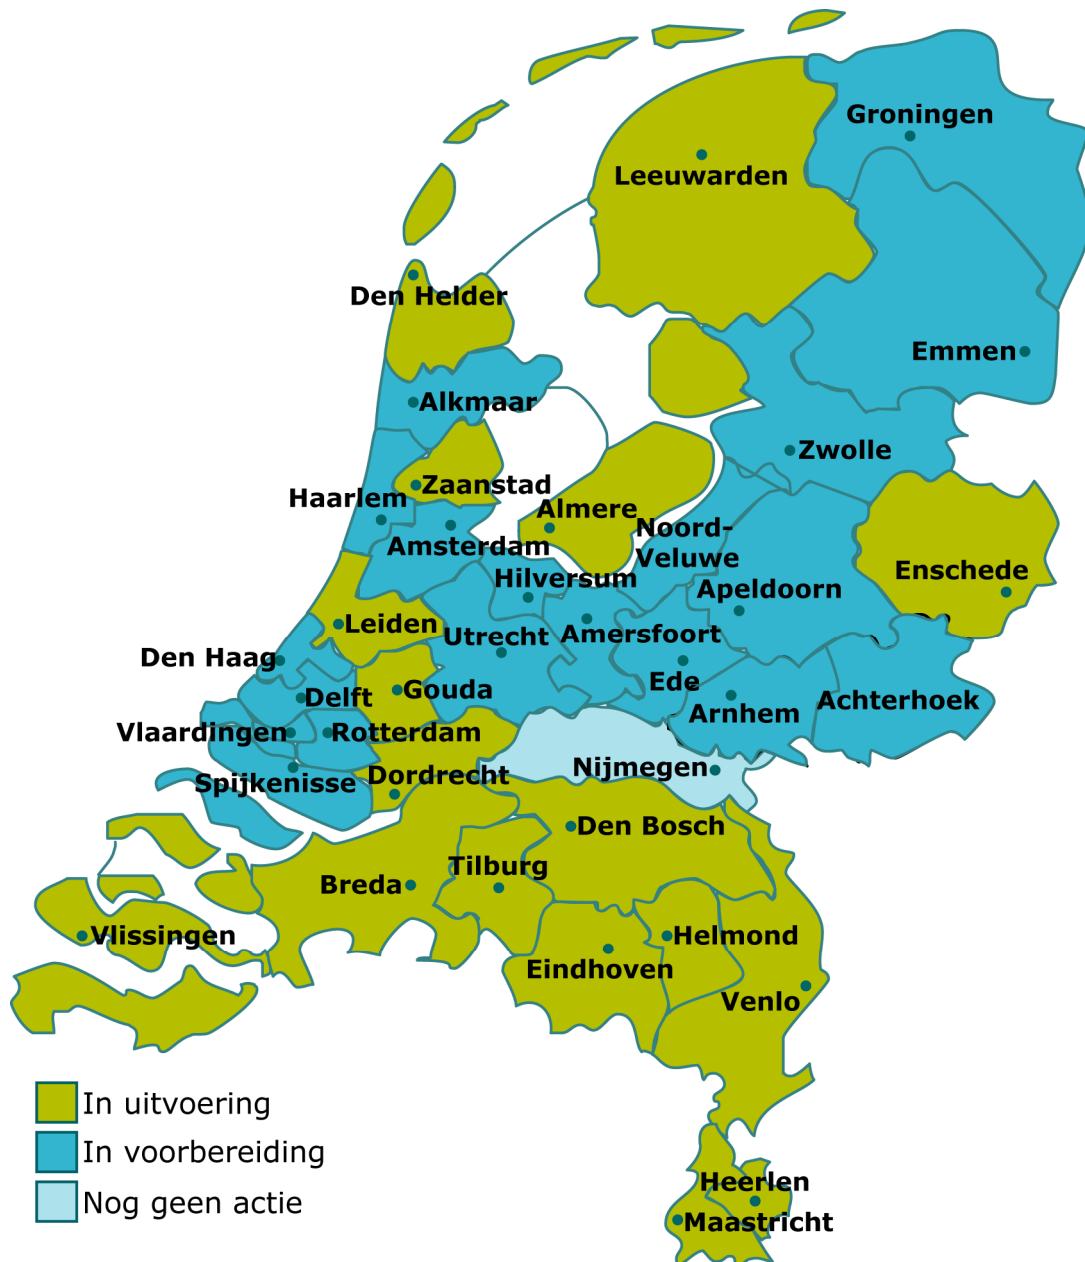 Groningen
Leeuwarden
Den Helder
Emmen
Alkmaar
Zwolle
Zaanstad
Haarlem
Almere
Noord-
Veluwe
Amsterdam
Enschede
Hilversum
Apeldoorn
Leiden
Utrecht
Amersfoort
Den Haag
Ede
Gouda
Delft
Achterhoek
Arnhem
Vlaardingen
Rotterdam
Nijmegen
Dordrecht
Spijkenisse
Den Bosch
Tilburg
Breda
Vlissingen
Helmond
Eindhoven
Venlo
In uitvoering
In voorbereiding
Nog geen actie
Heerlen
Maastricht